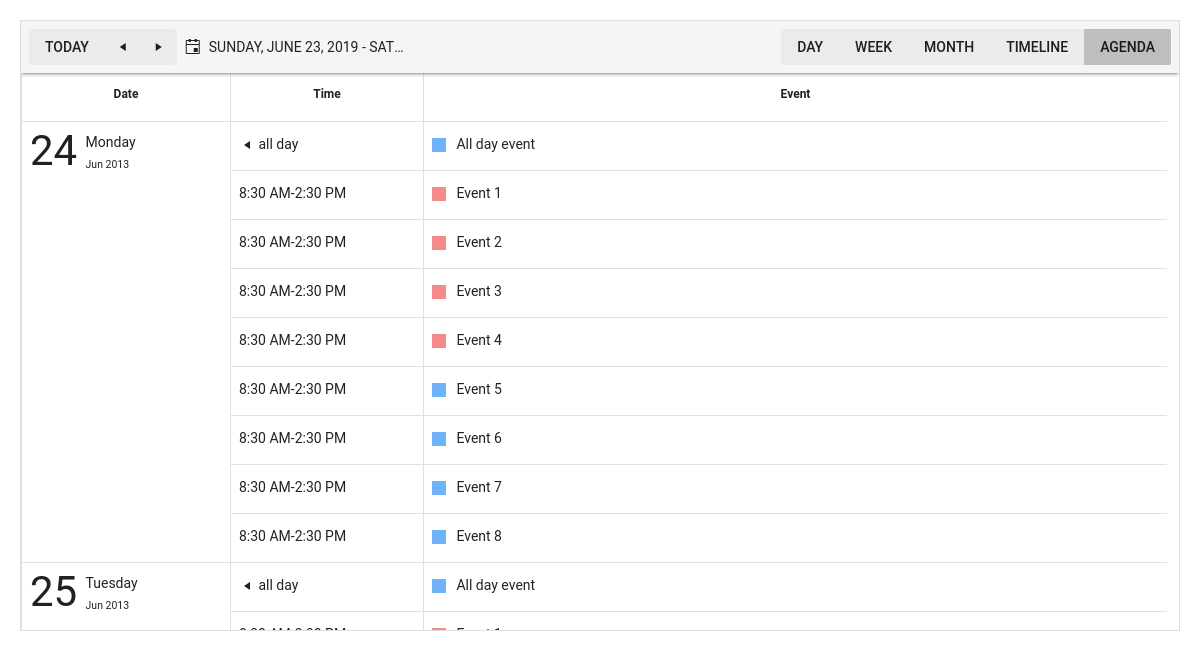 TODAY SUNDAY, JUNE 23, 2019 - SAT... DAY WEEK MONTH TIMELINE AGENDA
Date Time Event
24 Monday
Jun 2013
all day All day event
8:30 AM-2:30 PM Event 1
8:30 AM-2:30 PM Event 2
8:30 AM-2:30 PM Event 3
8:30 AM-2:30 PM Event 4
8:30 AM-2:30 PM Event 5
8:30 AM-2:30 PM Event 6
8:30 AM-2:30 PM Event 7
8:30 AM-2:30 PM Event 8
25 Tuesday
Jun 2013
all day All day event